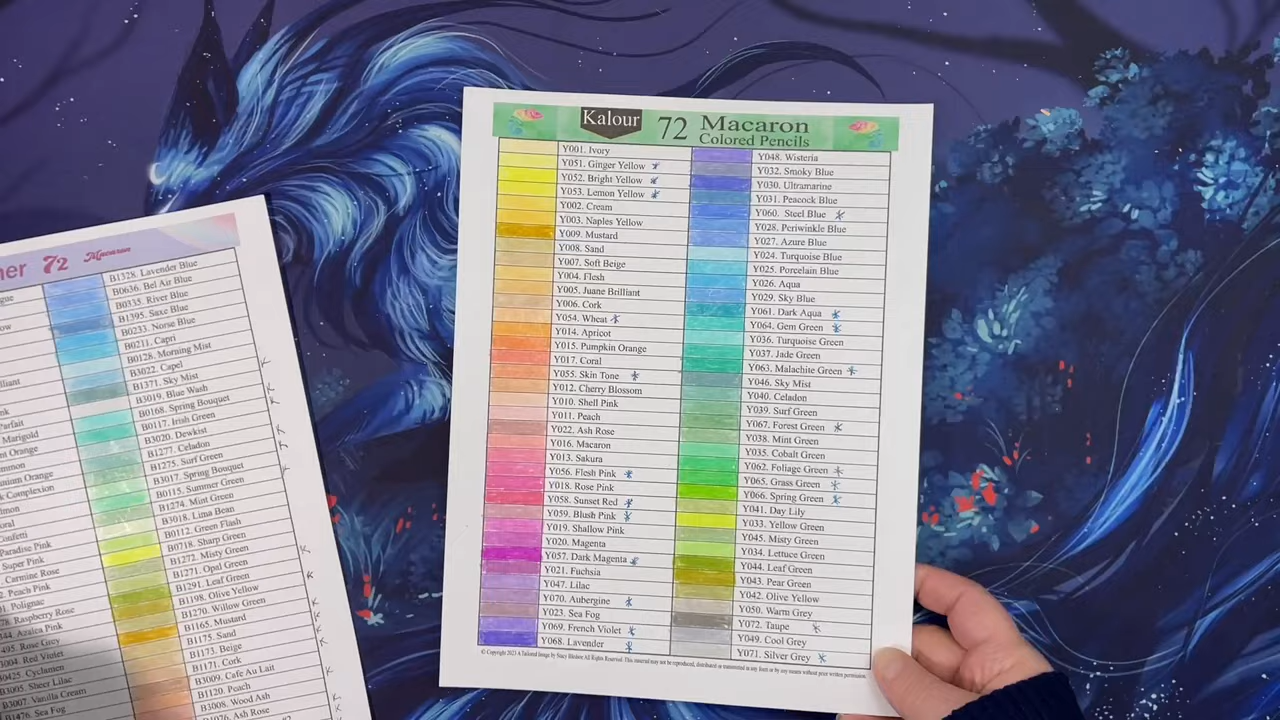 Kalour 72 Macaron
Colored Pencils
Y001. Ivory
Y051. Ginger Yellow *
Y052. Bright Yellow *
Y053. Lemon Yellow *
Y002. Cream
Y003. Naples Yellow
Y009. Mustard
Y008. Sand
Y007. Soft Beige
Y004. Flesh
Y005. Juane Brilliant
Y006. Cork
Y054. Wheat *
Y014. Apricot
Y015. Pumpkin Orange
Y017. Coral
Y055. Skin Tone *
Y012. Cherry Blossom
Y010. Shell Pink
Y011. Peach
Y022. Ash Rose
Y016. Macaron
Y013. Sakura
Y056. Flesh Pink *
Y018. Rose Pink
Y058. Sunset Red *
Y059. Blush Pink *
Y019. Shallow Pink
Y020. Magenta
Y057. Dark Magenta *
Y021. Fuchsia
Y047. Lilac
Y070. Aubergine *
Y023. Sea Fog
Y069. French Violet *
Y068. Lavender *
Y048. Wisteria
Y032. Smoky Blue
Y030. Ultramarine
Y031. Peacock Blue
Y060. Steel Blue *
Y028. Periwinkle Blue
Y027. Azure Blue
Y024. Turquoise Blue
Y025. Porcelain Blue
Y026. Aqua
Y029. Sky Blue
Y061. Dark Aqua *
Y064. Gem Green *
Y036. Turquoise Green
Y037. Jade Green
Y063. Malachite Green *
Y046. Sky Mist
Y040. Celadon
Y039. Surf Green
Y067. Forest Green *
Y038. Mint Green
Y035. Cobalt Green
Y062. Foliage Green *
Y065. Grass Green *
Y066. Spring Green *
Y041. Day Lily
Y033. Yellow Green
Y045. Misty Green
Y034. Lettuce Green
Y044. Leaf Green
Y043. Pear Green
Y042. Olive Yellow
Y050. Warm Grey
Y072. Taupe *
Y049. Cool Grey
Y071. Silver Grey *
her 72 Macaron
B1328. Lavender Blue
B0636. Bel Air Blue
B0335. River Blue
B1395. Saxe Blue
B0233. Norse Blue
B0211. Capri
B0128. Morning Mist
B3022. Capel
B1371. Sky Mist
B3019. Blue Wash
B0168. Spring Bouquet
B0117. Irish Green
B3020. Dewkist
B1277. Celadon
B1275. Surf Green
B3017. Spring Bouquet
B0115. Summer Green
B1274. Mint Green
B3018. Lima Bean
B0112. Green Flash
B0718. Sharp Green
B1272. Misty Green
B1271. Opal Green
B1291. Leaf Green
B1198. Olive Yellow
B1270. Willow Green
B1165. Mustard
B1175. Sand
B1173. Beige
B1171. Cork
B3009. Cafe Au Lait
B1120. Peach
B3008. Wood Ash
B1076. Ash Rose
Parfait
Marigold
Orange
Complexion
Confetti
Paradise Pink
Super Pink
Carmine Rose
Peach Pink
Polignac
Raspberry Rose
Azalea Pink
Rose Grey
Red Violet
Cyclamen
B3005. Sheer Lilac
B3007. Vanilla Cream
B1476. Sea Fog